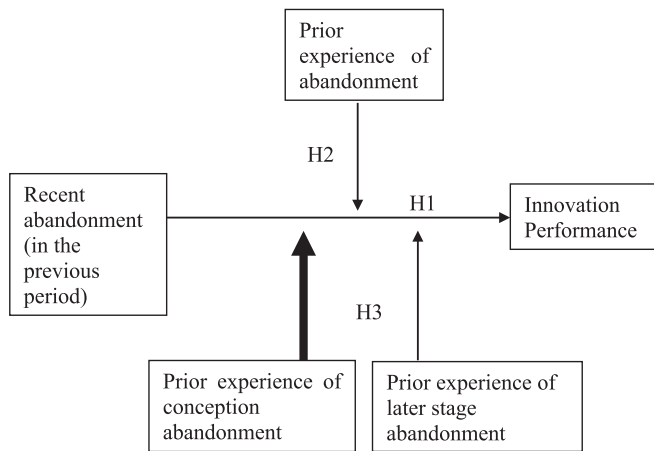 Prior
experience of
abandonment
H2
Recent
abandonment
(in the
previous
period)
H1
Innovation
Performance
H3
Prior experience of
conception
abandonment
Prior experience of
later stage
abandonment